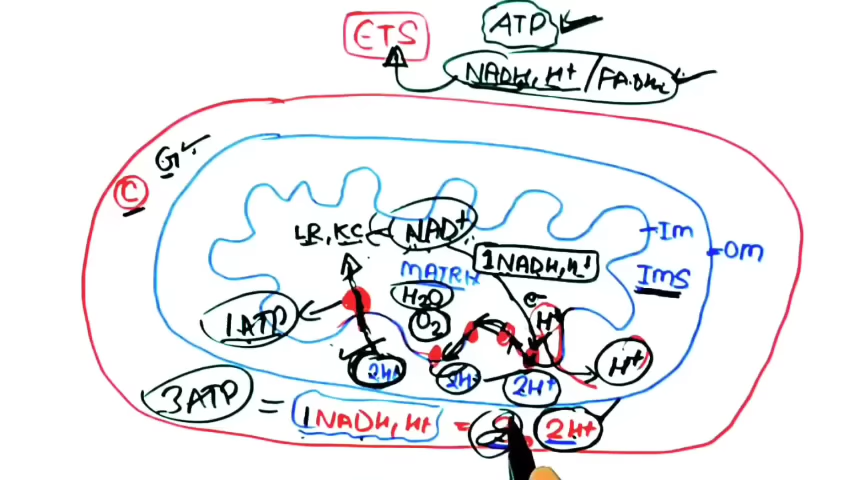 ETS
ATP
NADH, H+ / FADH2
G
C
LR, KC
NAD+
Im
OM
1NADH, H+
MATRIX
IMS
H2O
e-
O2
H+
1ATP
H+
2H+
2H+
2H+
3ATP = 1NADH, H+ = 2H+